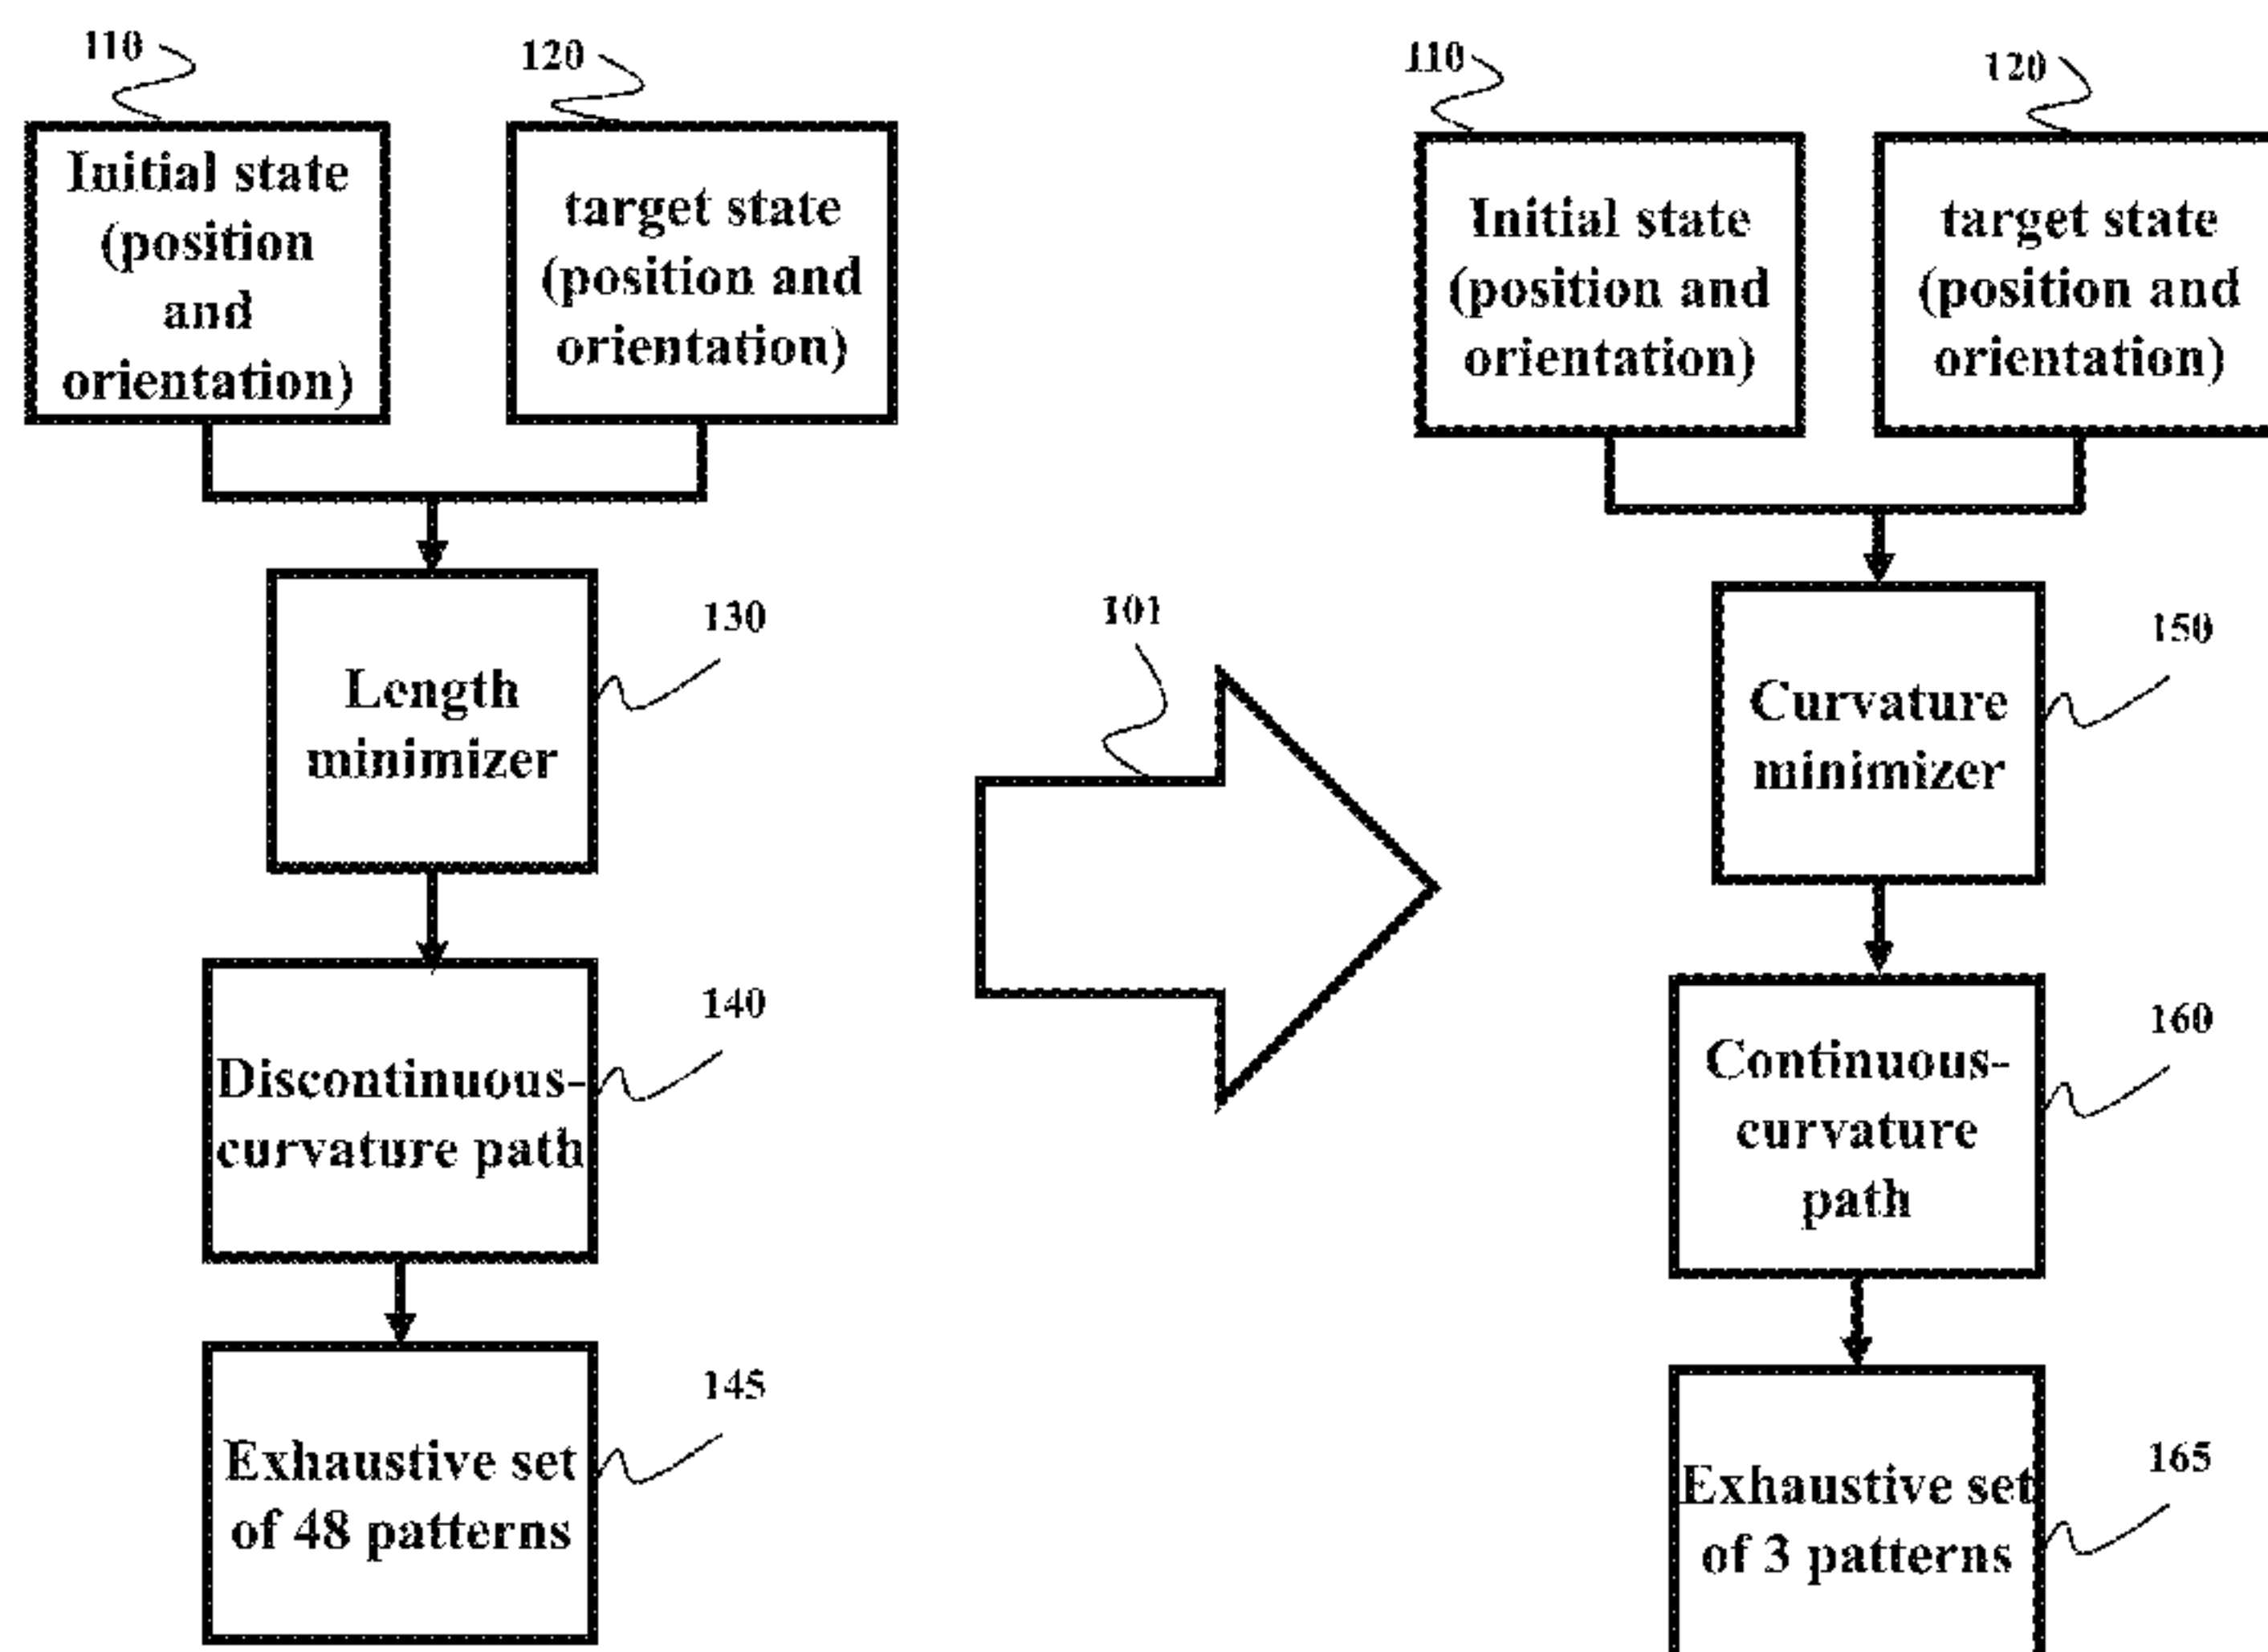 110
Initial state
(position
and
orientation)
120
target state
(position and
orientation)
130
Length
minimizer
140
Discontinuous-
curvature path
145
Exhaustive set
of 48 patterns
101
110
Initial state
(position and
orientation)
120
target state
(position and
orientation)
150
Curvature
minimizer
160
Continuous-
curvature
path
165
Exhaustive set
of 3 patterns